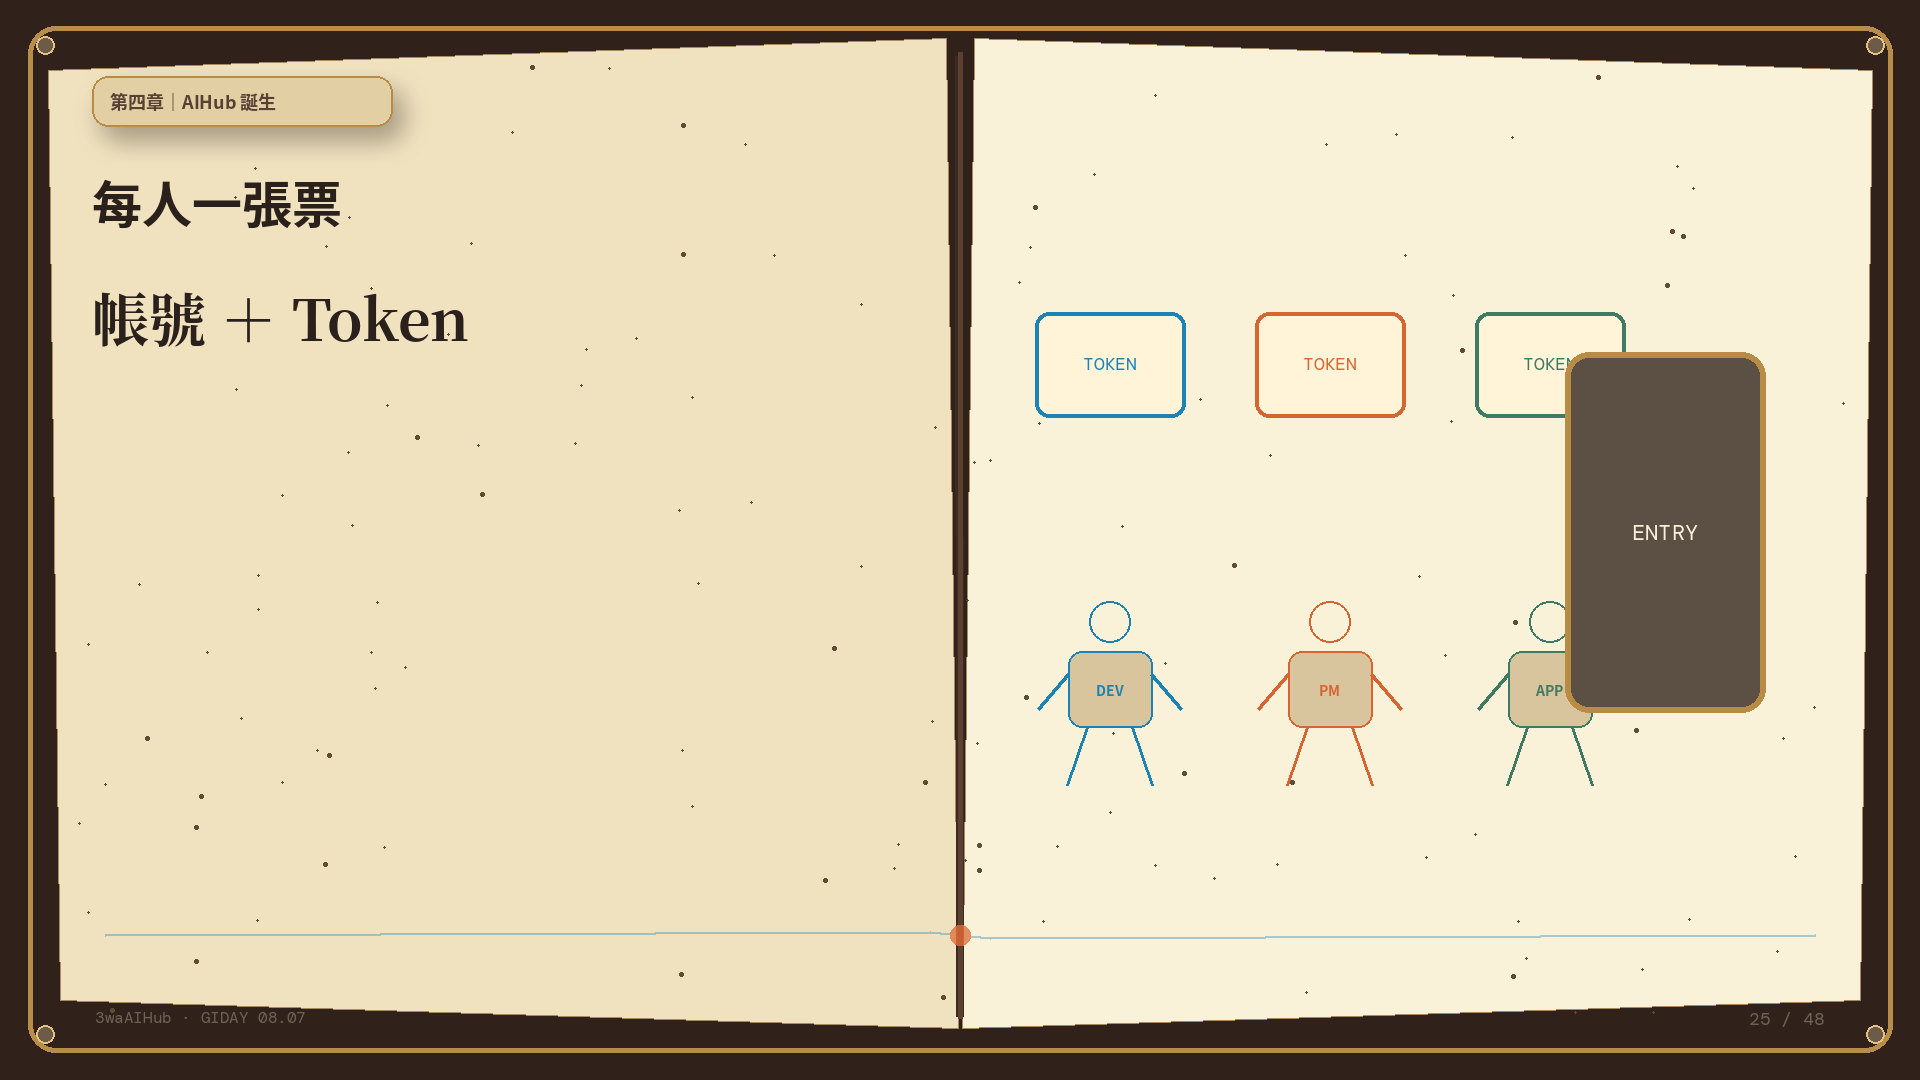 第四章｜AIHub 誕生
每人一張票
帳號 ＋ Token
TOKEN
TOKEN
TOKEN
ENTRY
DEV
PM
APP
3waAIHub · GIDAY 08.07
25 / 48